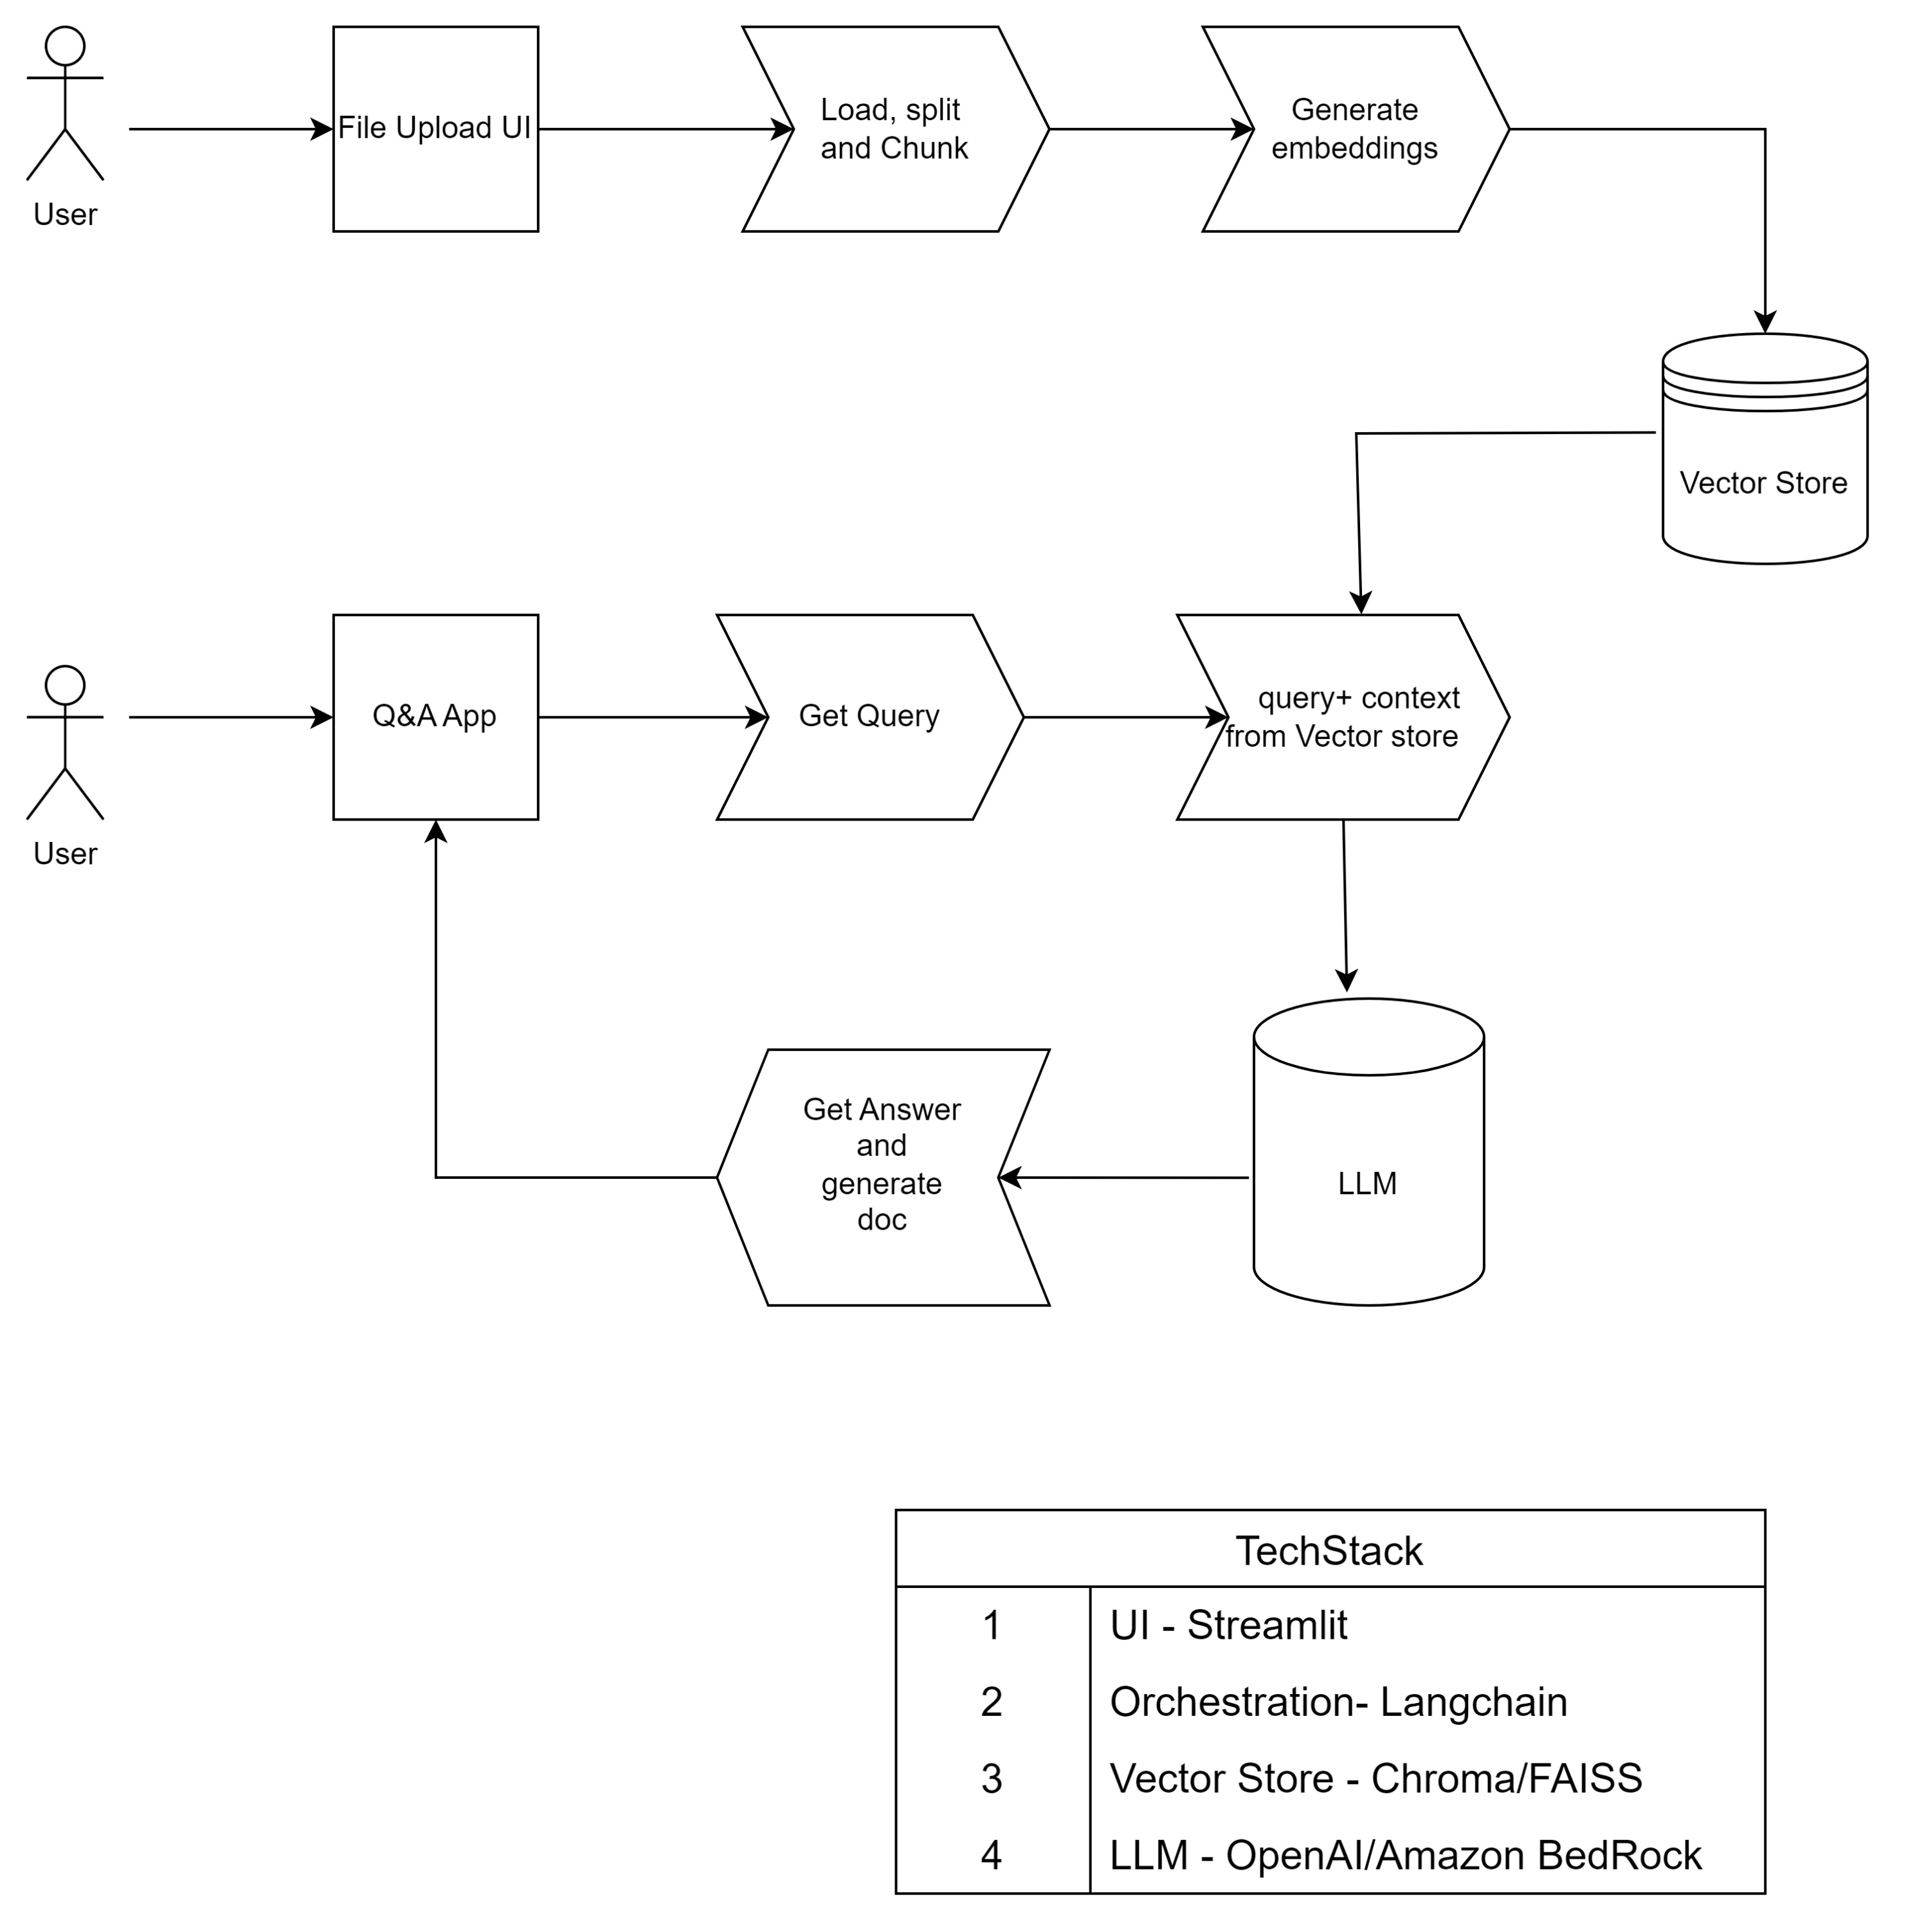 User
File Upload UI
Load, split
and Chunk
Generate
embeddings
Vector Store
User
Q&A App
Get Query
query+ context
from Vector store
Get Answer
and
generate
doc
LLM
TechStack
1 UI - Streamlit
2 Orchestration- Langchain
3 Vector Store - Chroma/FAISS
4 LLM - OpenAI/Amazon BedRock